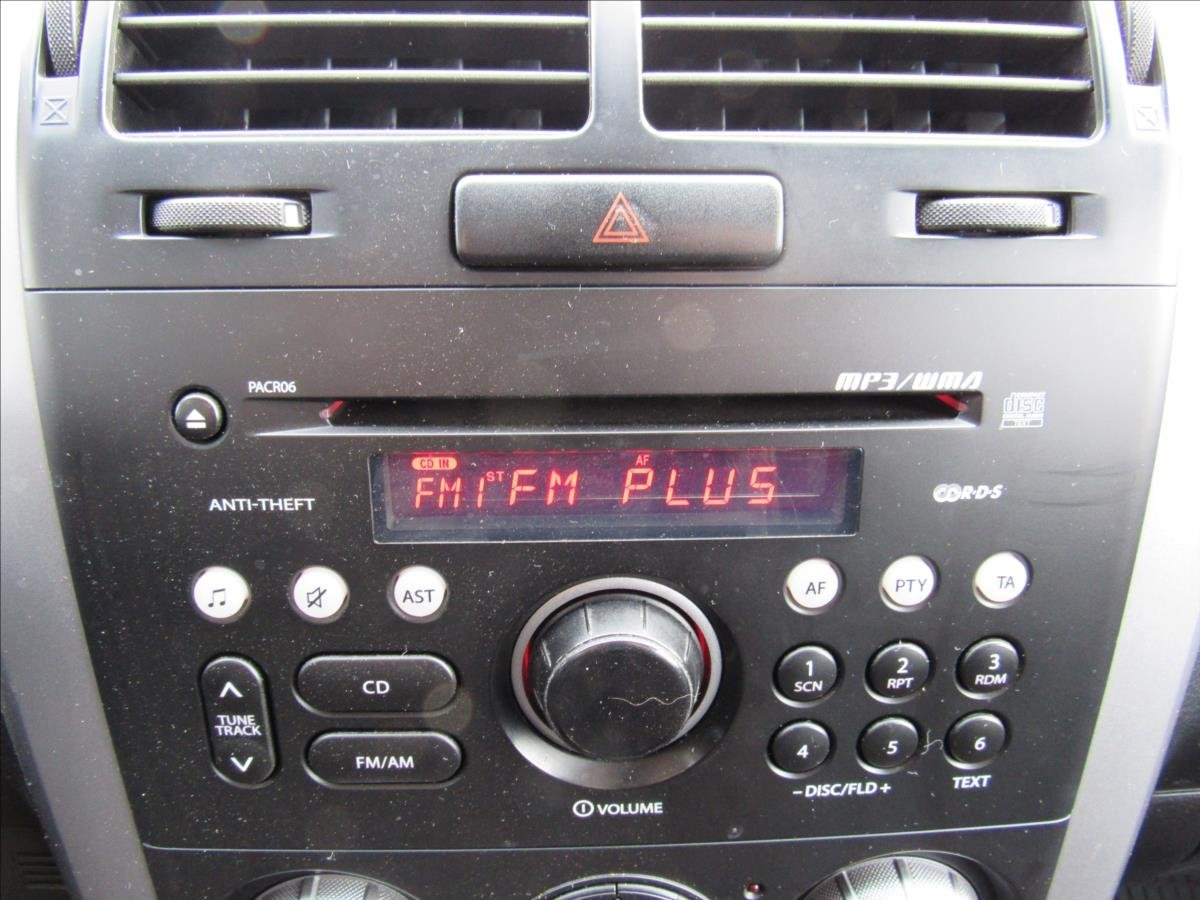 PACR06
MP3/WMA
disc
TEXT
CD IN
ST
AF
FM1 FM PLUS
ANTI-THEFT
R·D·S
AST
AF
PTY
TA
TUNE
TRACK
CD
FM/AM
VOLUME
1
SCN
2
RPT
3
RDM
4
5
6
– DISC/FLD +
TEXT